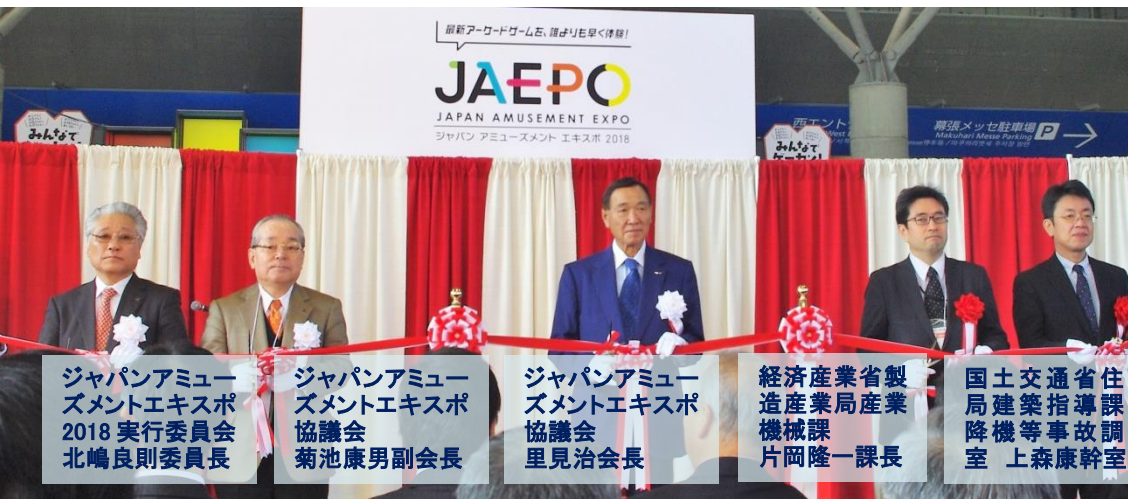 最新アーケードゲームを、誰よりも早く体験!
JAEPO
JAPAN AMUSEMENT EXPO
ジャパン アミューズメント エキスポ 2018
みんなで
西エント
West
幕張メッセ駐車場 P →
Makuhari Messe Parking
みんなで
ゲーセン!
ジャパンアミュー
ズメントエキスポ
2018 実行委員会
北嶋良則委員長
ジャパンアミュー
ズメントエキスポ
協議会
菊池康男副会長
ジャパンアミュー
ズメントエキスポ
協議会
里見治会長
経済産業省製
造産業局産業
機械課
片岡隆一課長
国土交通省住
局建築指導課
降機等事故調
室 上森康幹室